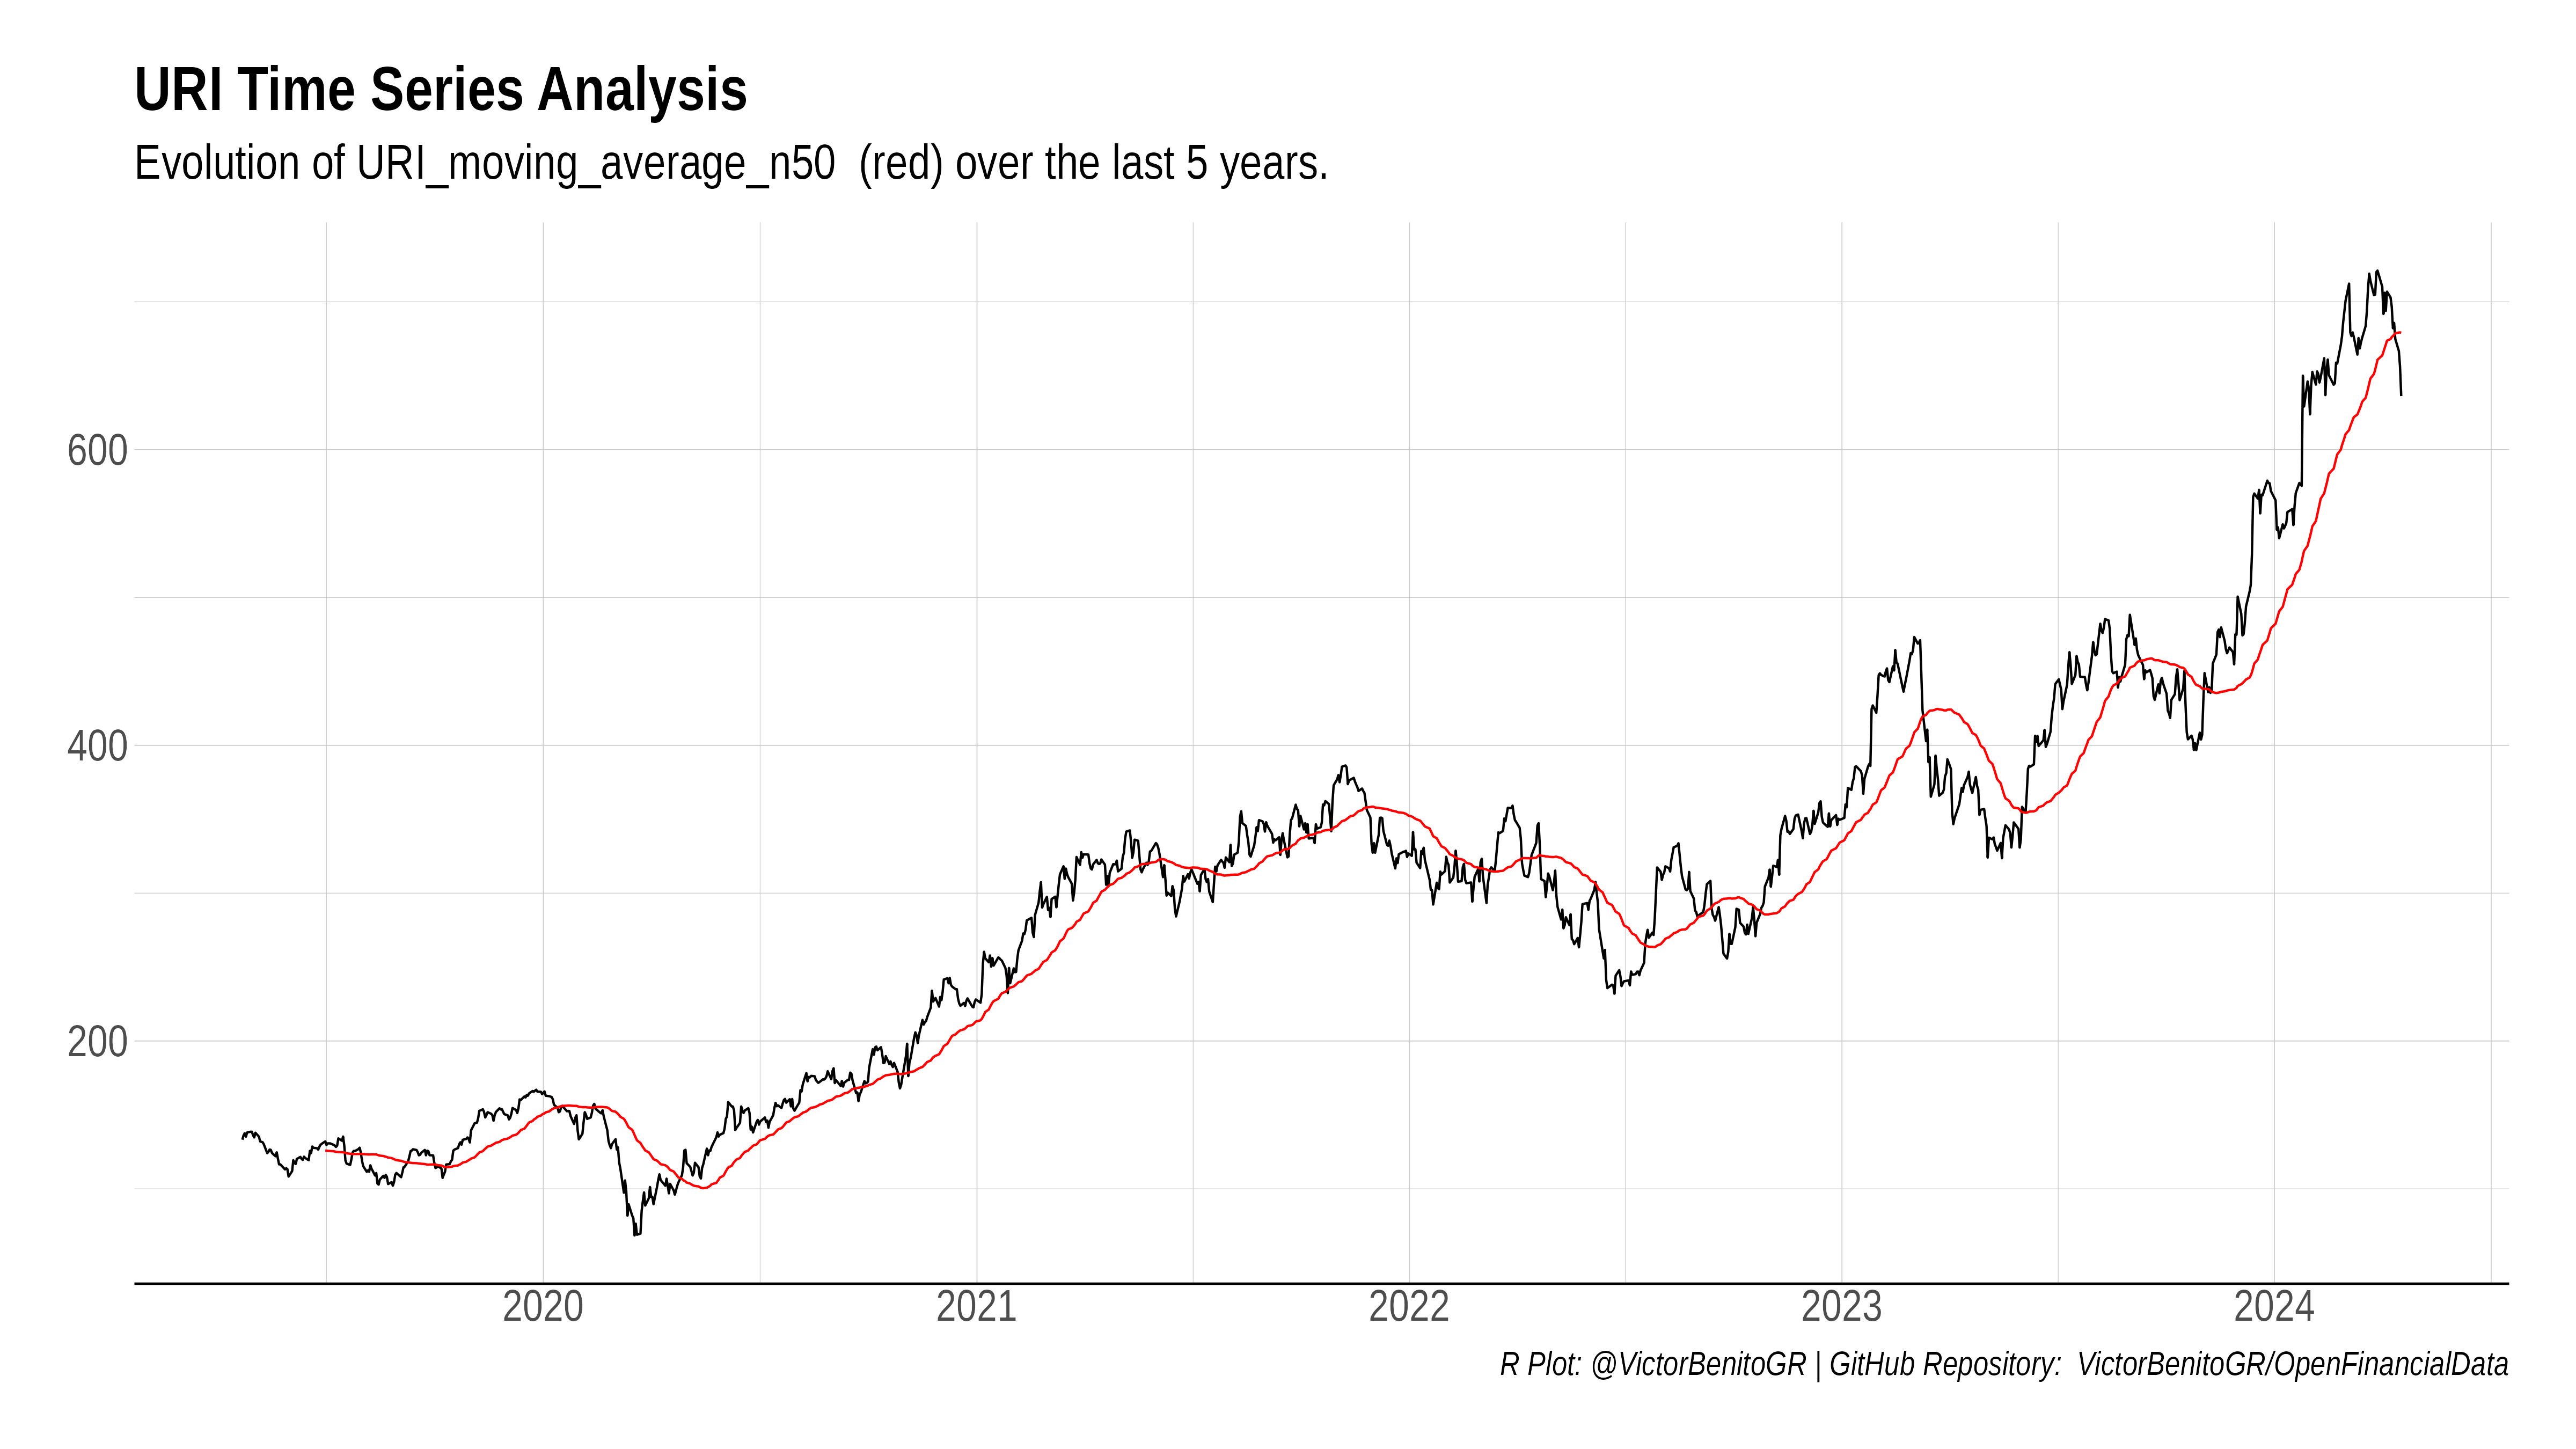 URI Time Series Analysis
Evolution of URI_moving_average_n50  (red) over the last 5 years.
600
400
200
2020 2021 2022 2023 2024
R Plot: @VictorBenitoGR | GitHub Repository:  VictorBenitoGR/OpenFinancialData